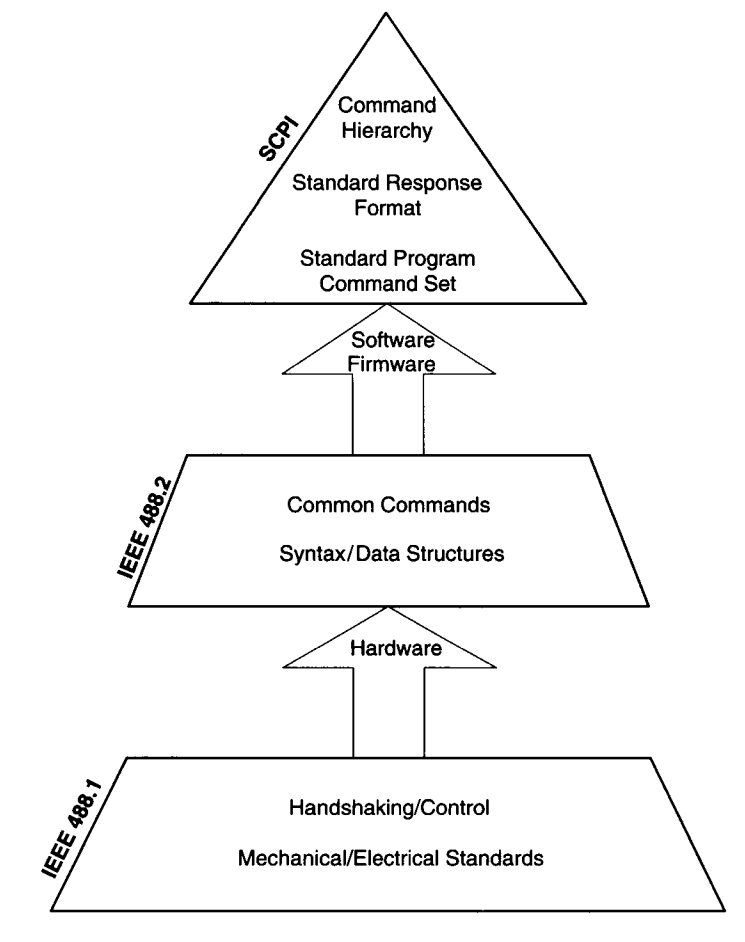 SCPI
Command
Hierarchy
Standard Response
Format
Standard Program
Command Set
Software
Firmware
IEEE 488.2
Common Commands
Syntax/Data Structures
Hardware
IEEE 488.1
Handshaking/Control
Mechanical/Electrical Standards